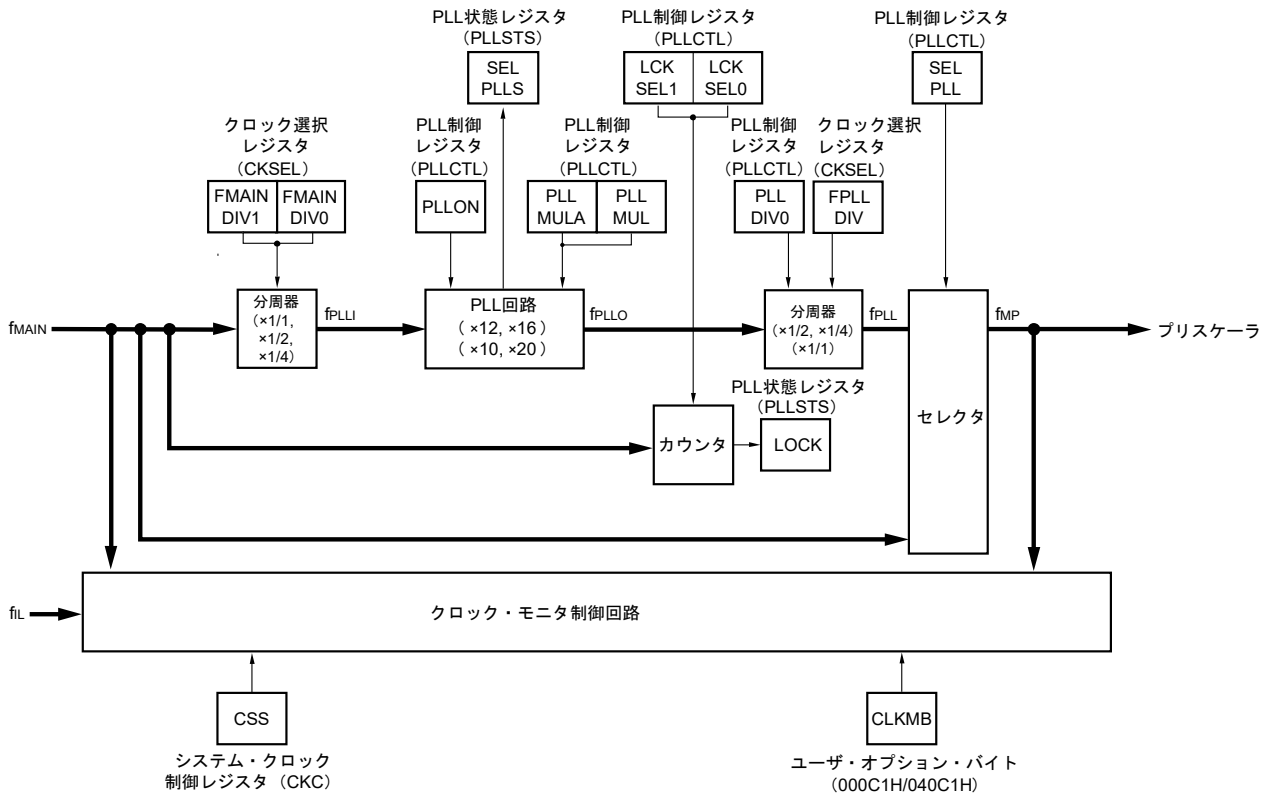 PLL状態レジスタ
(PLLSTS)
SEL
PLLS
PLL制御レジスタ
(PLLCTL)
LCK
SEL1
LCK
SEL0
PLL制御レジスタ
(PLLCTL)
SEL
PLL
クロック選択
レジスタ
(CKSEL)
FMAIN
DIV1
FMAIN
DIV0
PLL制御
レジスタ
(PLLCTL)
PLLON
PLL制御
レジスタ
(PLLCTL)
PLL
MULA
PLL
MUL
PLL制御
レジスタ
(PLLCTL)
PLL
DIV0
クロック選択
レジスタ
(CKSEL)
FPLL
DIV
fMAIN
分周器
(×1/1,
×1/2,
×1/4)
fPLLI
PLL回路
(×12, ×16)
(×10, ×20)
fPLLO
分周器
(×1/2, ×1/4)
(×1/1)
fPLL
セレクタ
fMP
プリスケーラ
カウンタ
PLL状態レジスタ
(PLLSTS)
LOCK
fIL
クロック・モニタ制御回路
CSS
システム・クロック
制御レジスタ(CKC)
CLKMB
ユーザ・オプション・バイト
(000C1H/040C1H)